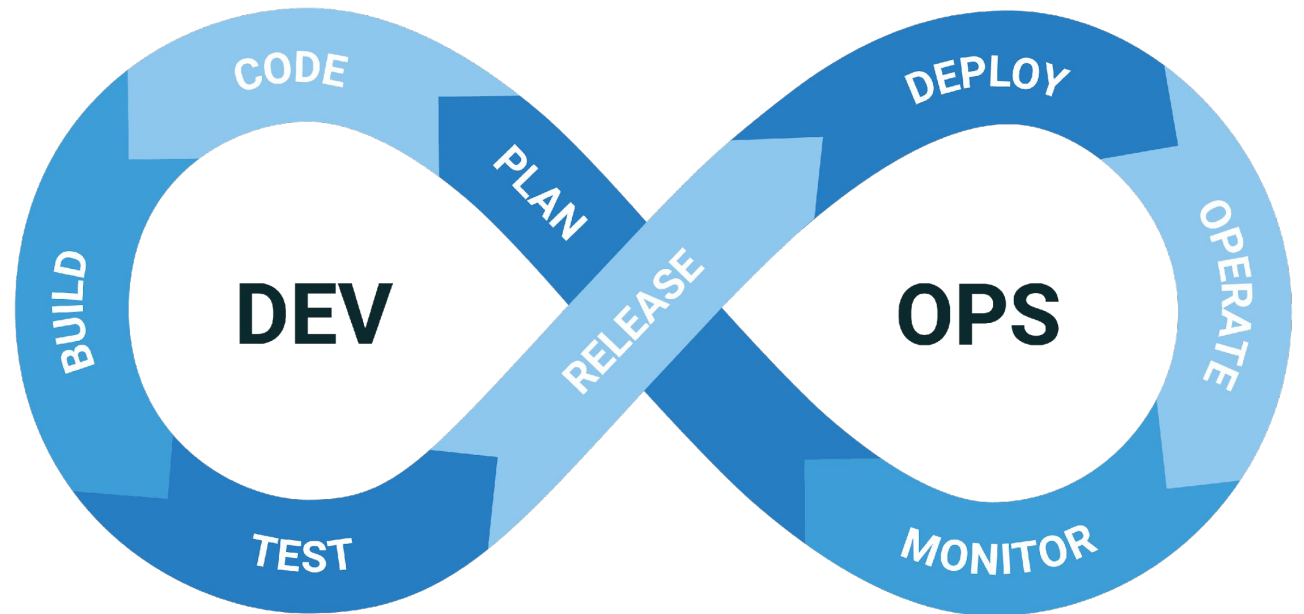 CODE
DEPLOY
PLAN
OPERATE
BUILD
DEV
RELEASE
OPS
TEST
MONITOR